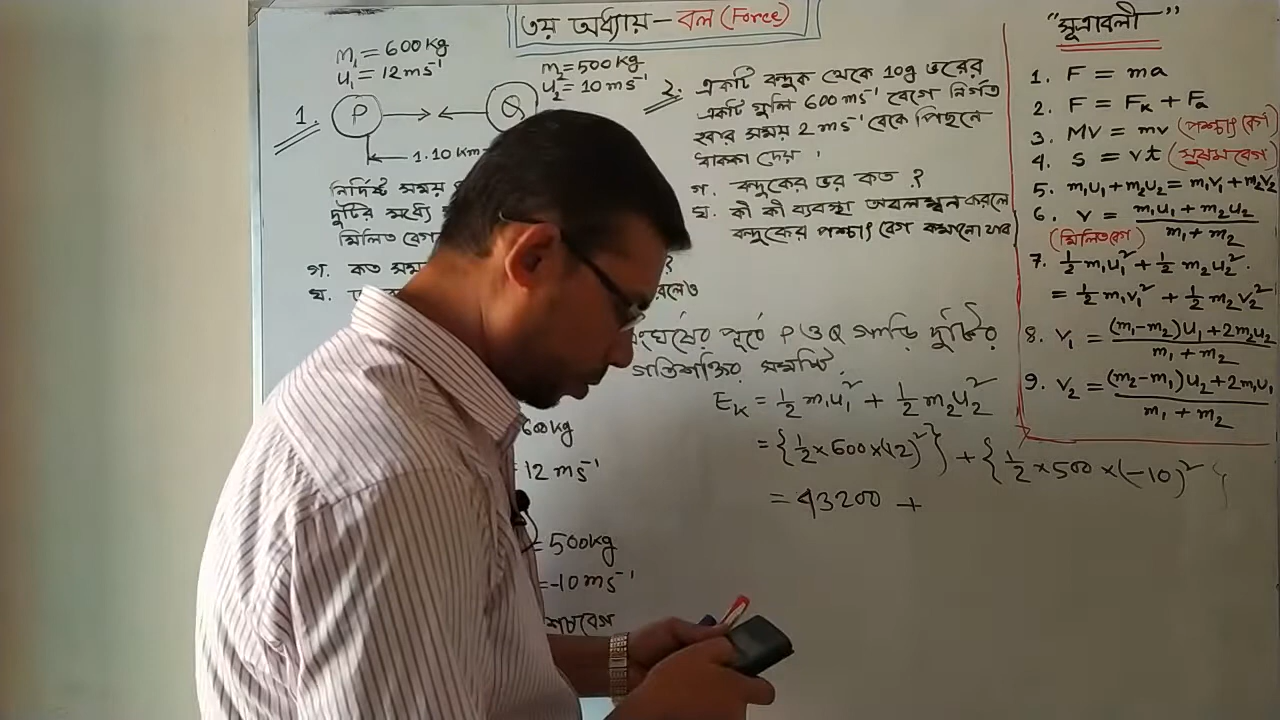 ৩য় অধ্যায় – বল (Force)
m₁ = 600 kg
u₁ = 12 ms⁻¹
m₂ = 500 kg
u₂ = 10 ms⁻¹
1. P Q
1.10 Km
নির্দিষ্ট সময়
দুটির মধ্যে
মিলিত বেগ
গ. কত সময়
ঘ.
2. একটি বন্দুক থেকে 10g ভরের
একটি গুলি 600 ms⁻¹ বেগে নির্গত
হবার সময় 2 ms⁻¹ বেগে পিছনে
ধাক্কা দেয়।
গ. বন্দুকের ভর কত ?
ঘ. কী কী ব্যবস্থা অবলম্বন করলে
বন্দুকের পশ্চাৎ বেগ কমানো যাবে
সংঘর্ষের পূর্বে P ও Q গাড়ি দুটির
গতিশক্তির সমষ্টি,
E_k = ½ m₁u₁² + ½ m₂u₂²
= {½ × 600 × (12)²} + {½ × 500 × (-10)²}
= 43200 +
600 kg
12 ms⁻¹
= 500 kg
= -10 ms⁻¹
শেষবেগ
"সূত্রাবলী"
1. F = ma
2. F = Fₖ + Fₐ
3. MV = mv (পশ্চাৎ বেগ)
4. S = vt (সুষম বেগ)
5. m₁u₁ + m₂u₂ = m₁v₁ + m₂v₂
6. v = (m₁u₁ + m₂u₂) / (m₁ + m₂)
(মিলিতবেগ)
7. ½ m₁u₁² + ½ m₂u₂²
= ½ m₁v₁² + ½ m₂v₂²
8. v₁ = ((m₁ - m₂)u₁ + 2m₂u₂) / (m₁ + m₂)
9. v₂ = ((m₂ - m₁)u₂ + 2m₁u₁) / (m₁ + m₂)